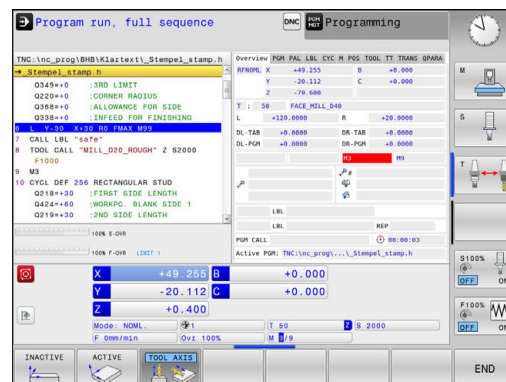 Program run, full sequence
DNC
PGM MGT
Programming
TNC:\nc_prog\BHB\Klartext\_Stempel_stamp.h
→_Stempel_stamp.h
Q349=+0 ;3RD LIMIT
Q220=+0 ;CORNER RADIUS
Q368=+0 ;ALLOWANCE FOR SIDE
Q338=+0 ;INFEED FOR FINISHING
6 L Y-30 X+30 R0 FMAX M99
7 CALL LBL "safe"
8 TOOL CALL "MILL_D20_ROUGH" Z S2000
F1000
9 M3
10 CYCL DEF 256 RECTANGULAR STUD
Q218=+30 ;FIRST SIDE LENGTH
Q424=+60 ;WORKPC. BLANK SIDE 1
Q219=+30 ;2ND SIDE LENGTH
100% S-OVR
100% F-OVR LIMIT 1
Overview PGM PAL LBL CYC M POS TOOL TT TRANS QPARA
RFNOML X +49.255 B +0.000
Y -20.112 C +0.000
Z -79.600
T : 50 FACE_MILL_D40
L +120.0000 R +20.0000
DL-TAB +0.0000 DR-TAB +0.0000
DL-PGM +0.0000 DR-PGM +0.0000
M3 M9
LBL
LBL REP
PGM CALL 00:00:03
Active PGM: TNC:\nc_prog\...\_Stempel_stamp.h
X +49.255 B +0.000
Y -20.112 C +0.000
Z +0.400
Mode: NOML. 1 T 50 Z S 2000
F 0mm/min Ovr 100% M 3/9
M
S
T
S100%
OFF ON
F100%
OFF ON
INACTIVE
ACTIVE
TOOL AXIS
END